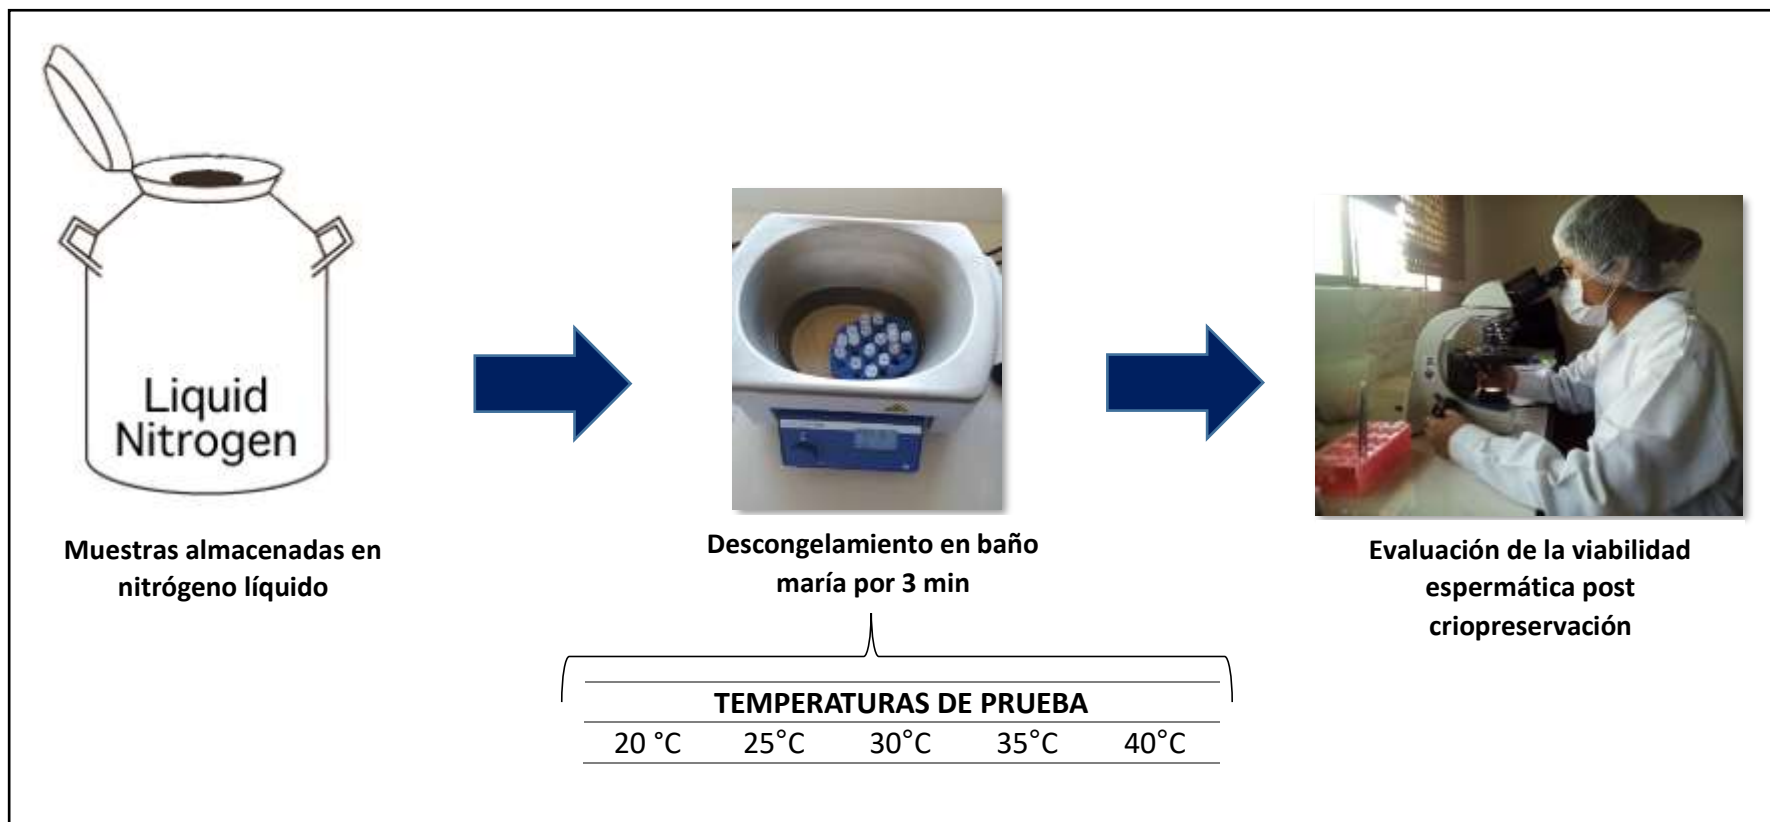 Liquid
Nitrogen
Muestras almacenadas en
nitrógeno líquido
Descongelamiento en baño
maría por 3 min
Evaluación de la viabilidad
espermática post
criopreservación
TEMPERATURAS DE PRUEBA
20 °C 25°C 30°C 35°C 40°C